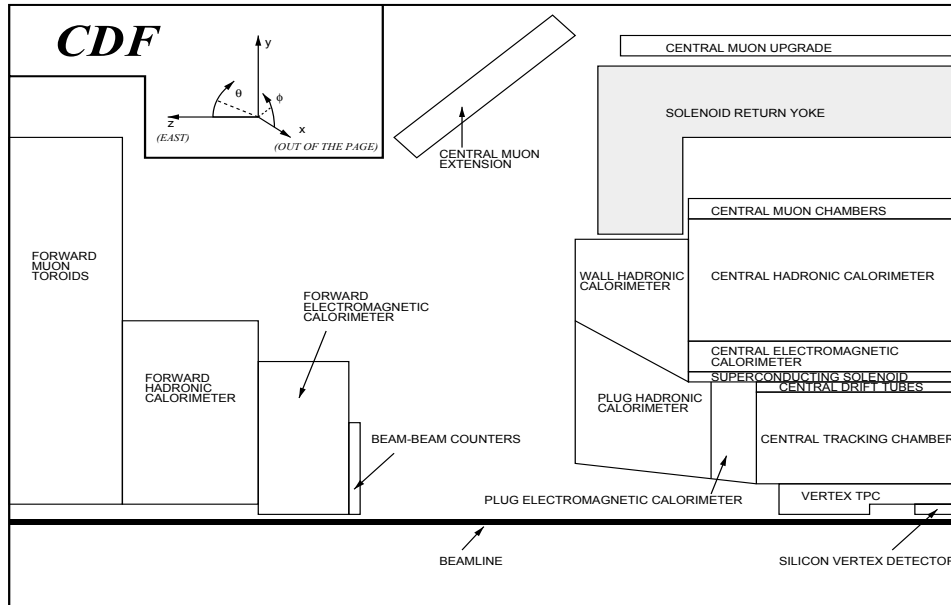 CDF
y
θ
φ
z
x
(EAST)
(OUT OF THE PAGE)
CENTRAL MUON UPGRADE
SOLENOID RETURN YOKE
CENTRAL MUON
EXTENSION
CENTRAL MUON CHAMBERS
FORWARD
MUON
TOROIDS
WALL HADRONIC
CALORIMETER
CENTRAL HADRONIC CALORIMETER
FORWARD
ELECTROMAGNETIC
CALORIMETER
CENTRAL ELECTROMAGNETIC
CALORIMETER
SUPERCONDUCTING SOLENOID
CENTRAL DRIFT TUBES
FORWARD
HADRONIC
CALORIMETER
PLUG HADRONIC
CALORIMETER
BEAM-BEAM COUNTERS
CENTRAL TRACKING CHAMBER
PLUG ELECTROMAGNETIC CALORIMETER
VERTEX TPC
BEAMLINE
SILICON VERTEX DETECTOR